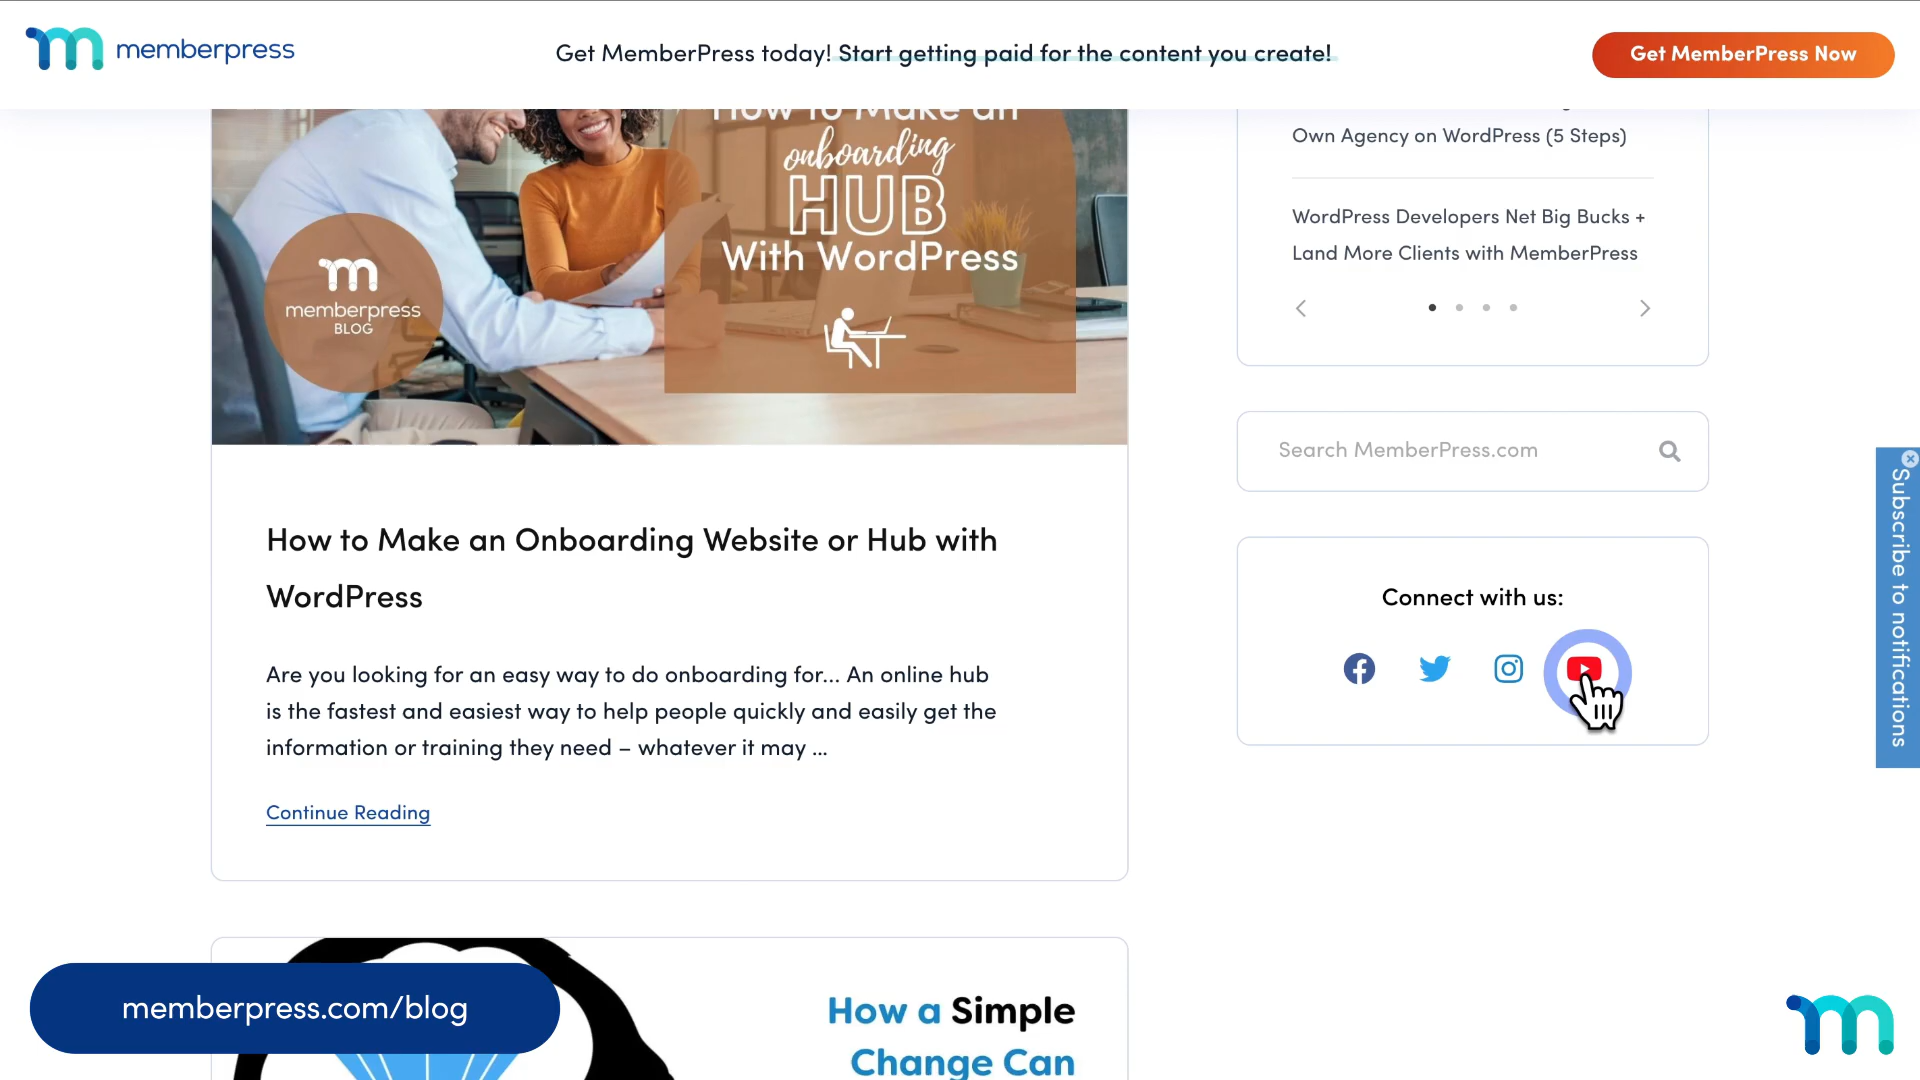 memberpress
Get MemberPress today! Start getting paid for the content you create!
Get MemberPress Now
How to Make an
onboarding
HUB
With WordPress
memberpress
BLOG
How to Make an Onboarding Website or Hub with
WordPress
Are you looking for an easy way to do onboarding for... An online hub
is the fastest and easiest way to help people quickly and easily get the
information or training they need – whatever it may ...
Continue Reading
How a Simple
Change Can
memberpress.com/blog
Own Agency on WordPress (5 Steps)
WordPress Developers Net Big Bucks +
Land More Clients with MemberPress
Search MemberPress.com
Connect with us:
Subscribe to notifications